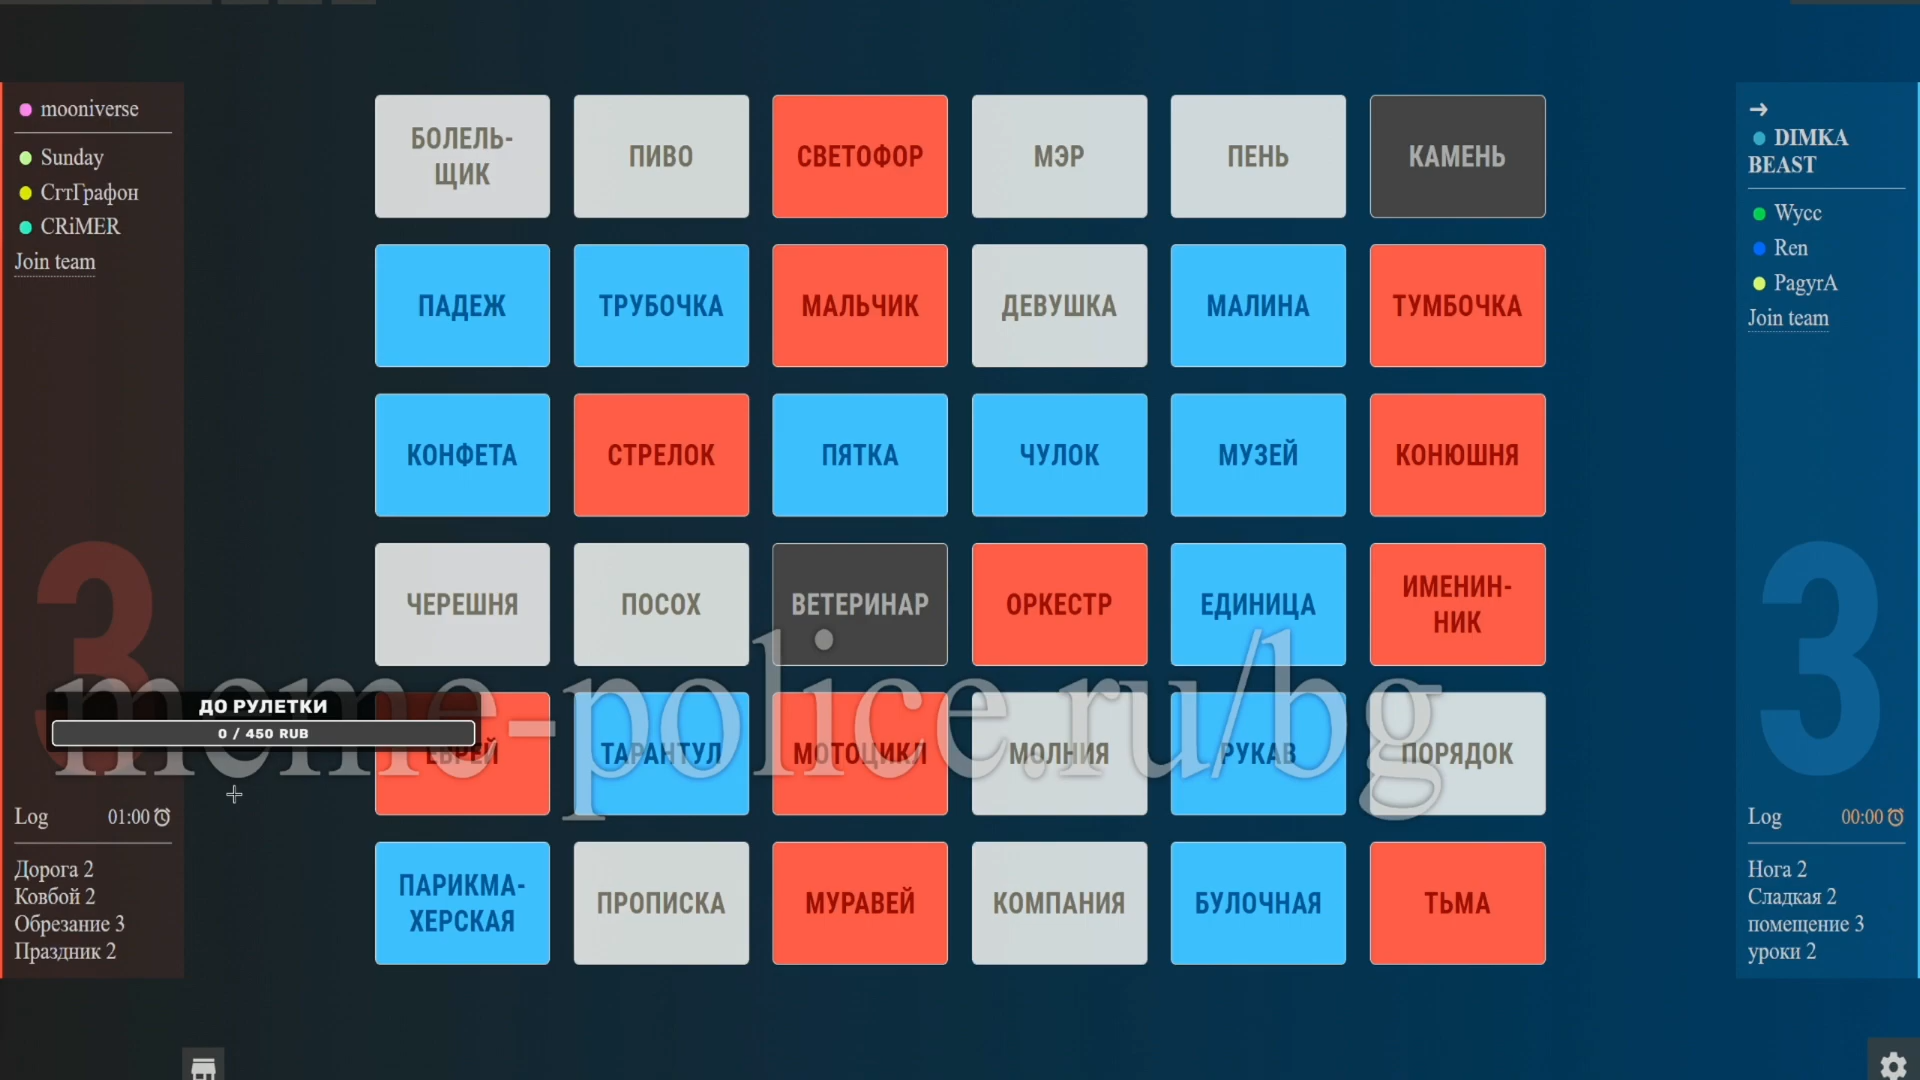 mooniverse
Sunday
СгтГрафон
CRiMER
Join team
3
ДО РУЛЕТКИ
0 / 450 RUB
Log 01:00
Дорога 2
Ковбой 2
Обрезание 3
Праздник 2
БОЛЕЛЬ-
ЩИК
ПИВО
СВЕТОФОР
МЭР
ПЕНЬ
КАМЕНЬ
ПАДЕЖ
ТРУБОЧКА
МАЛЬЧИК
ДЕВУШКА
МАЛИНА
ТУМБОЧКА
КОНФЕТА
СТРЕЛОК
ПЯТКА
ЧУЛОК
МУЗЕЙ
КОНЮШНЯ
ЧЕРЕШНЯ
ПОСОХ
ВЕТЕРИНАР
ОРКЕСТР
ЕДИНИЦА
ИМЕНИН-
НИК
meme-police.ru/bg
ЕВРЕЙ
ТАРАНТУЛ
МОТОЦИКЛ
МОЛНИЯ
РУКАВ
ПОРЯДОК
ПАРИКМА-
ХЕРСКАЯ
ПРОПИСКА
МУРАВЕЙ
КОМПАНИЯ
БУЛОЧНАЯ
ТЬМА
→
DIMKA
BEAST
Wycc
Ren
PagyrA
Join team
3
Log 00:00
Нога 2
Сладкая 2
помещение 3
уроки 2